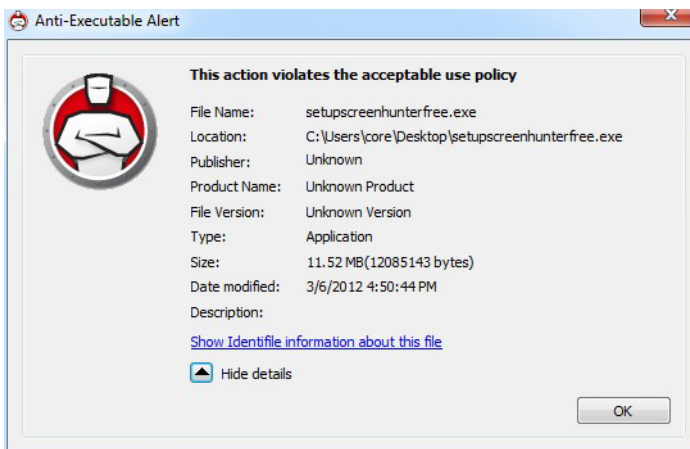 Anti-Executable Alert
This action violates the acceptable use policy
File Name: setupscreenhunterfree.exe
Location: C:\Users\core\Desktop\setupscreenhunterfree.exe
Publisher: Unknown
Product Name: Unknown Product
File Version: Unknown Version
Type: Application
Size: 11.52 MB(12085143 bytes)
Date modified: 3/6/2012 4:50:44 PM
Description:
Show Identifile information about this file
Hide details
OK